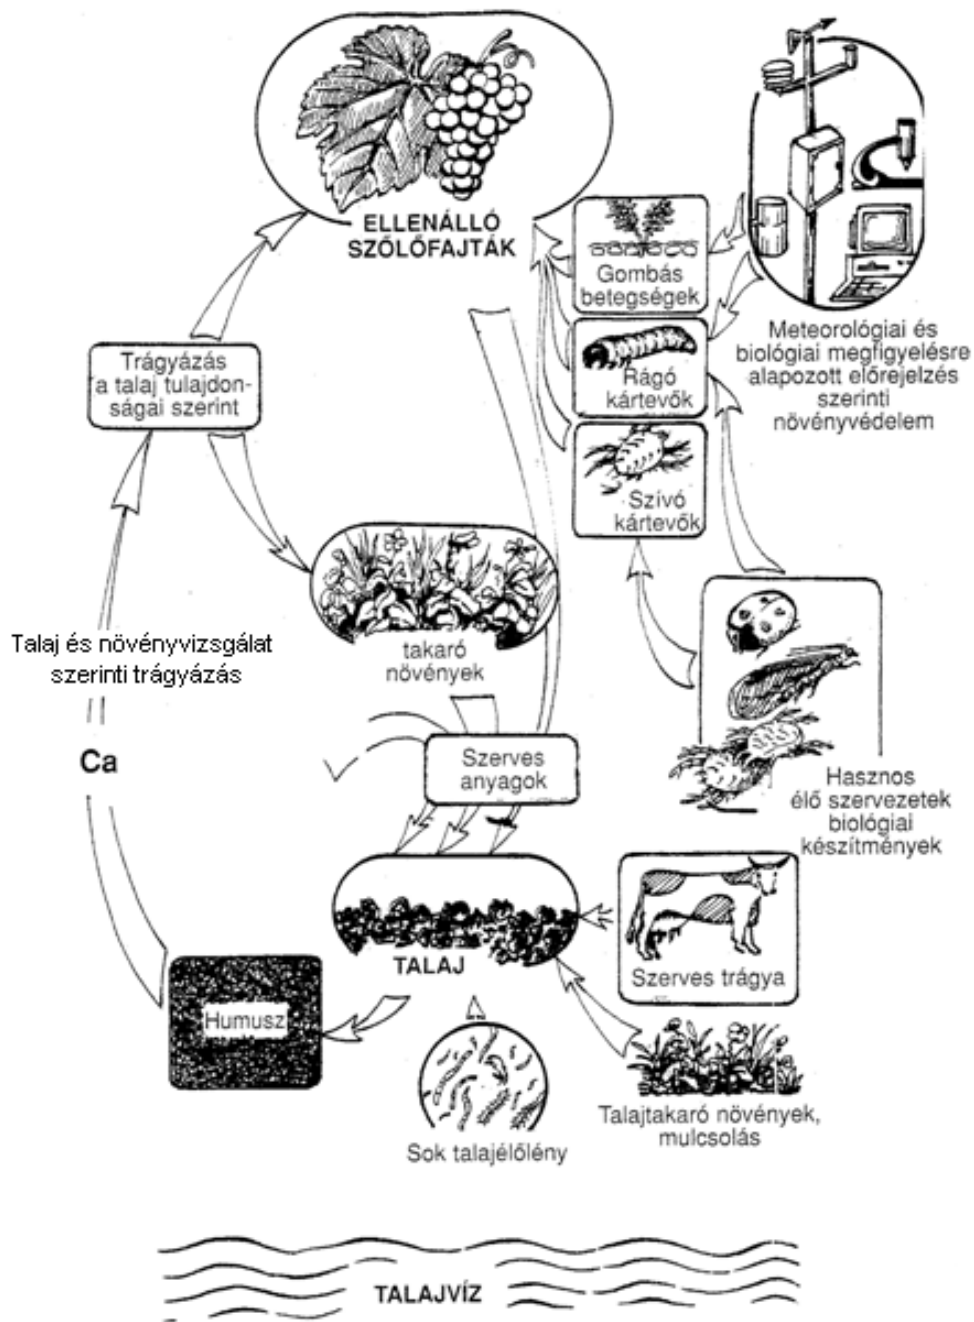 ELLENÁLLÓ
SZŐLŐFAJTÁK
Gombás
betegségek
Rágó
kártevők
Szívó
kártevők
Meteorológiai és
biológiai megfigyelésre
alapozott előrejelzés
szerinti
növényvédelem
Trágyázás
a talaj tulajdon-
ságai szerint
Talaj és növényvizsgálat
szerinti trágyázás
takaró
növények
Ca
Szerves
anyagok
Hasznos
élő szervezetek
biológiai
készítmények
TALAJ
Szerves trágya
Humusz
Sok talajélőlény
Talajtakaró növények,
mulcsolás
TALAJVÍZ